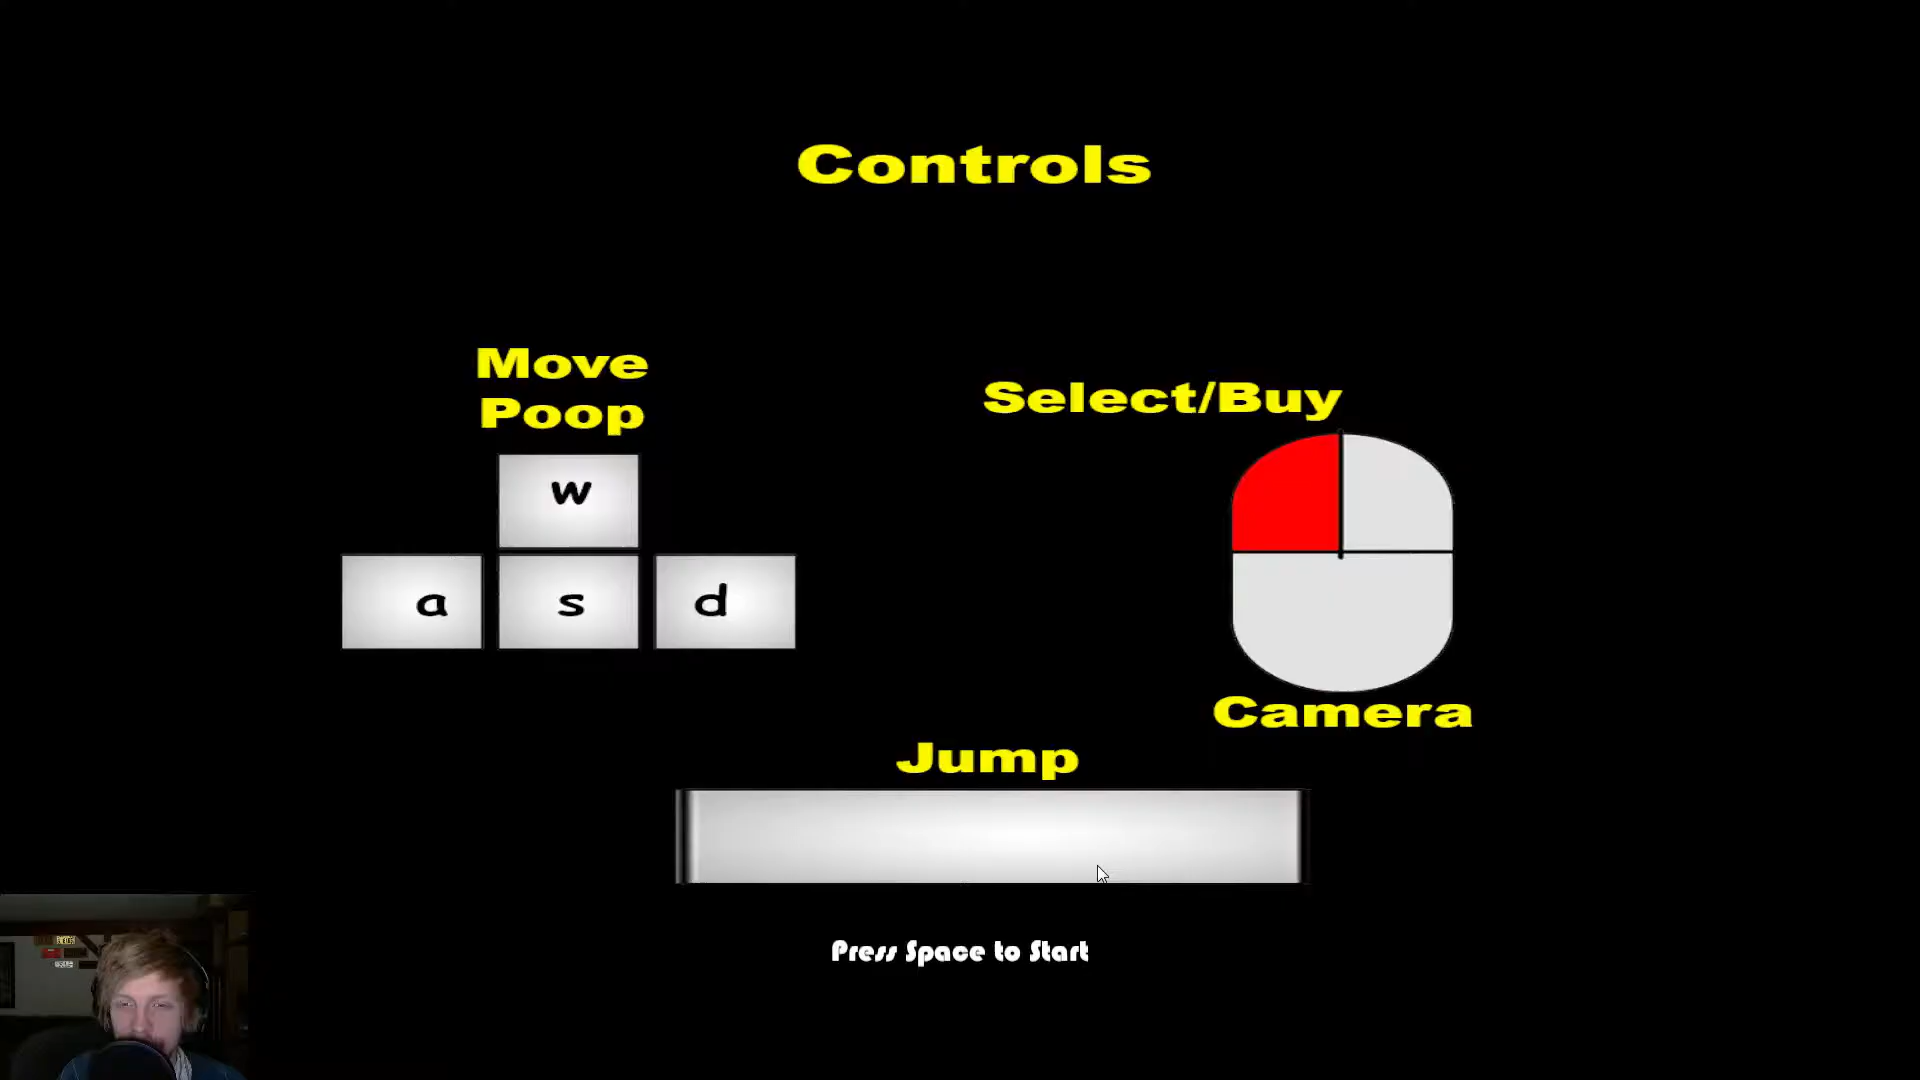 Controls
Move
Poop
Select/Buy
w
a s d
Camera
Jump
Press Space to Start